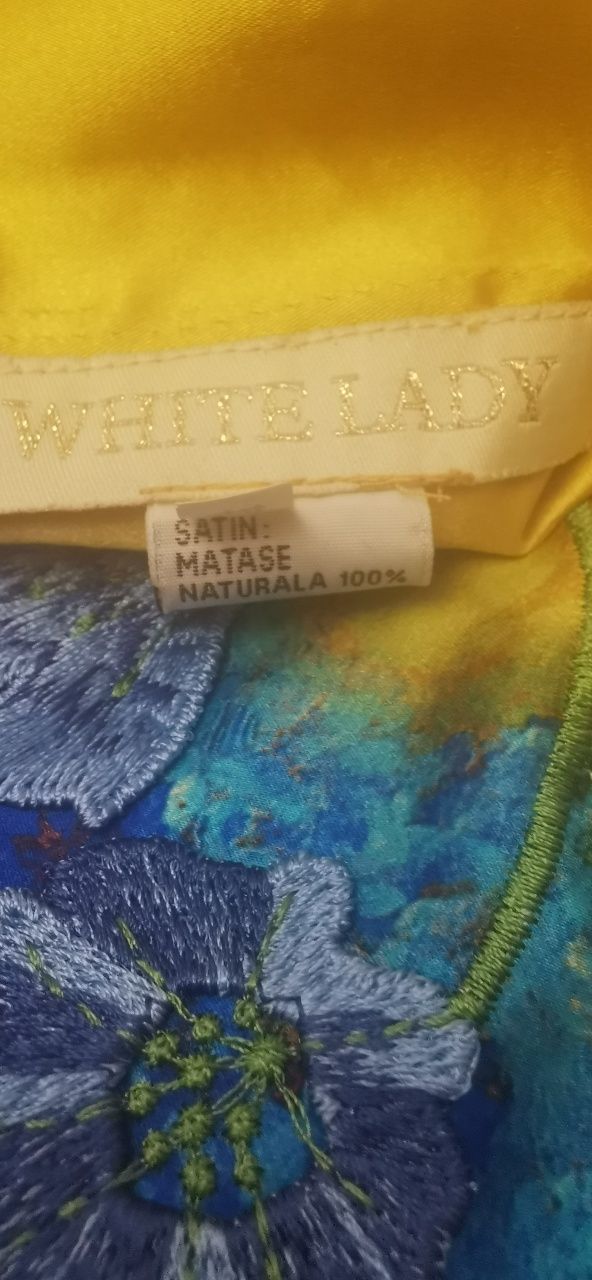 WHITE LADY
SATIN:
MATASE
NATURALA 100%